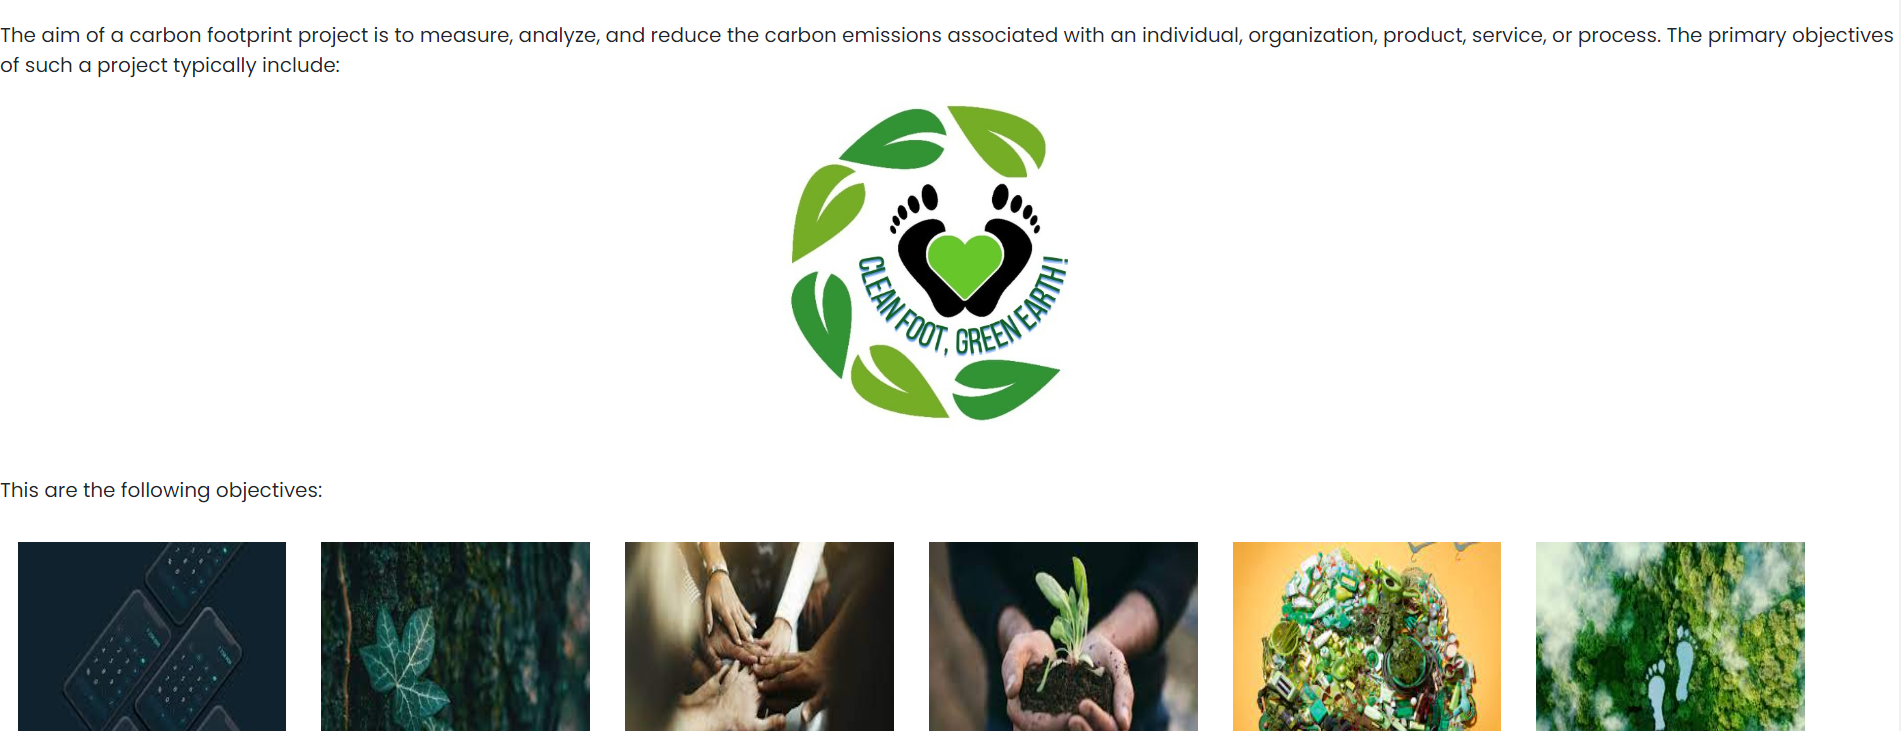 The aim of a carbon footprint project is to measure, analyze, and reduce the carbon emissions associated with an individual, organization, product, service, or process. The primary objectives
of such a project typically include:
CLEAN FOOT, GREEN EARTH!
This are the following objectives: